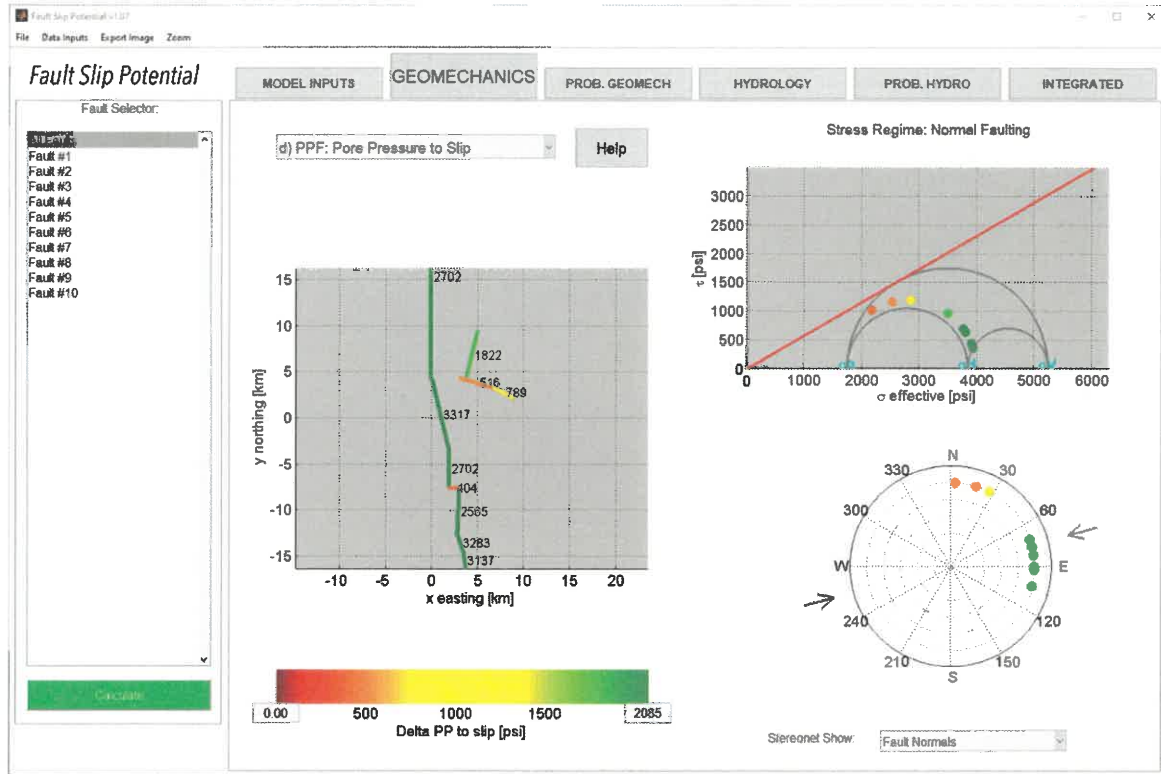 Fault Slip Potential v1.07
File Data Inputs Export Image Zoom
Fault Slip Potential
MODEL INPUTS
GEOMECHANICS
PROB. GEOMECH
HYDROLOGY
PROB. HYDRO
INTEGRATED
Fault Selector:
All Faults
Fault #1
Fault #2
Fault #3
Fault #4
Fault #5
Fault #6
Fault #7
Fault #8
Fault #9
Fault #10
Calculate
d) PPF: Pore Pressure to Slip
Help
15
10
5
0
-5
-10
-15
y northing [km]
2702
1822
516
789
3317
2702
404
2565
3283
3137
-10 -5 0 5 10 15 20
x easting [km]
0.00 500 1000 1500 2085
Delta PP to slip [psi]
Stress Regime: Normal Faulting
3000
2500
2000
1500
1000
500
0
τ [psi]
0 1000 2000 3000 4000 5000 6000
σ effective [psi]
N
30
60
E
120
150
S
210
240
W
300
330
Stereonet Show:
Fault Normals